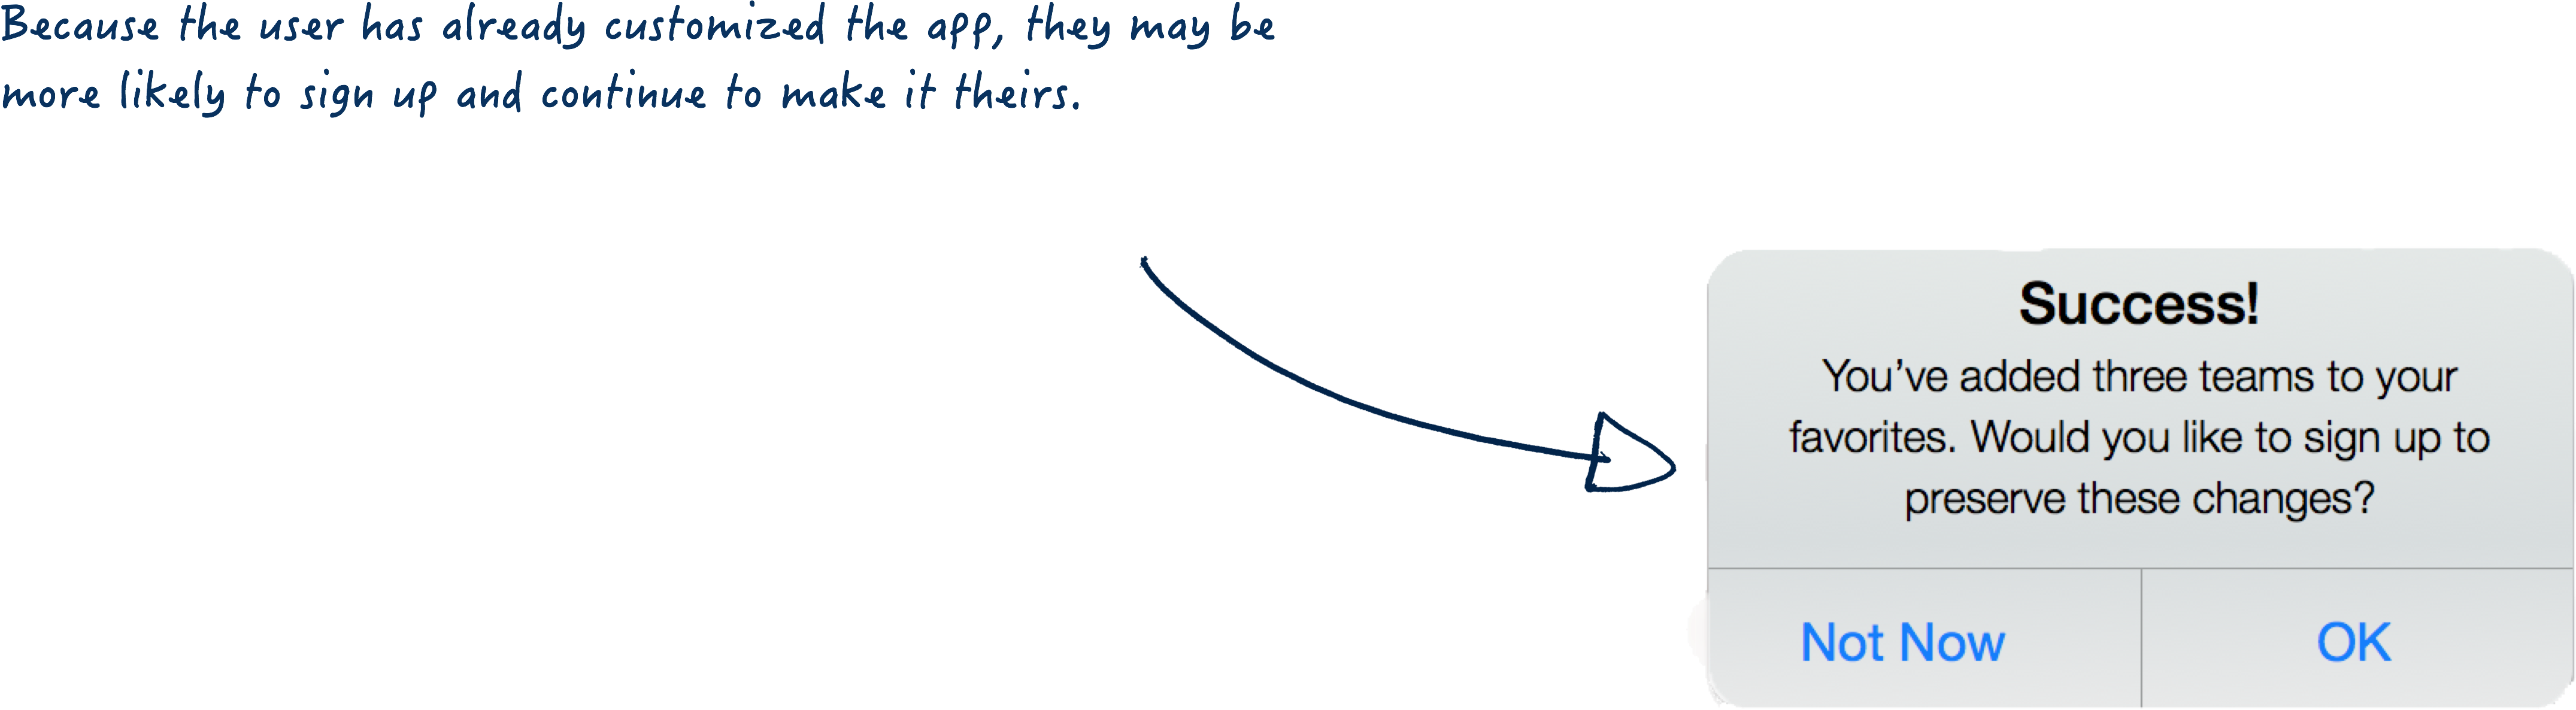 Because the user has already customized the app, they may be
more likely to sign up and continue to make it theirs.
Success!
You’ve added three teams to your
favorites. Would you like to sign up to
preserve these changes?
Not Now
OK